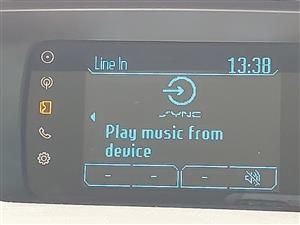 Line In 13:38
SYNC
Play music from
device